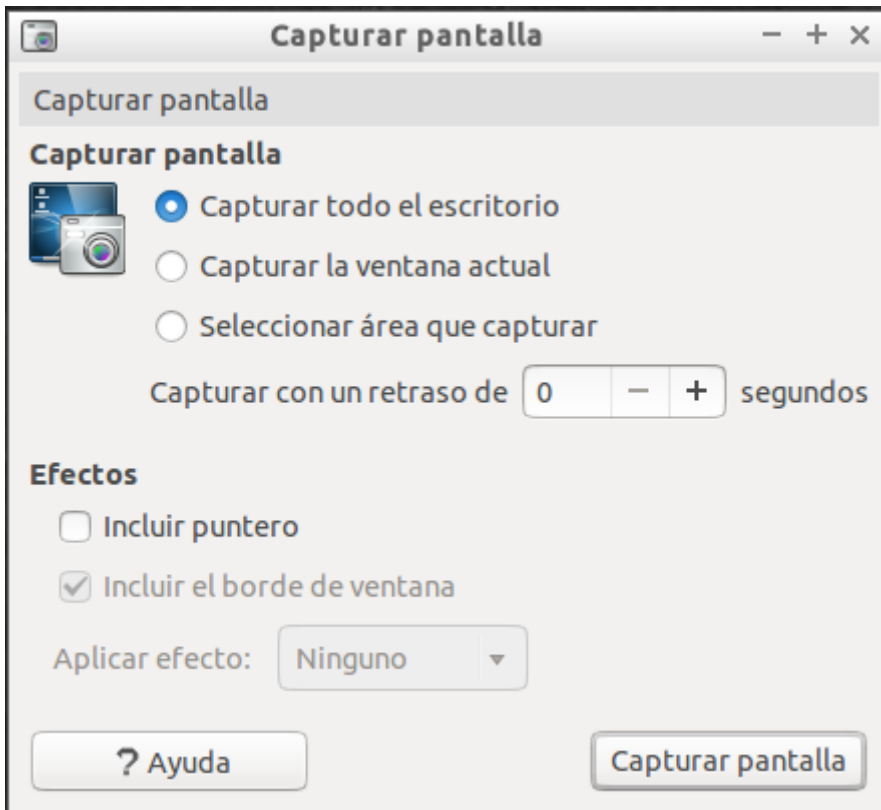 Capturar pantalla
Capturar pantalla
Capturar pantalla
Capturar todo el escritorio
Capturar la ventana actual
Seleccionar área que capturar
Capturar con un retraso de 0 − + segundos
Efectos
Incluir puntero
Incluir el borde de ventana
Aplicar efecto: Ninguno
? Ayuda
Capturar pantalla